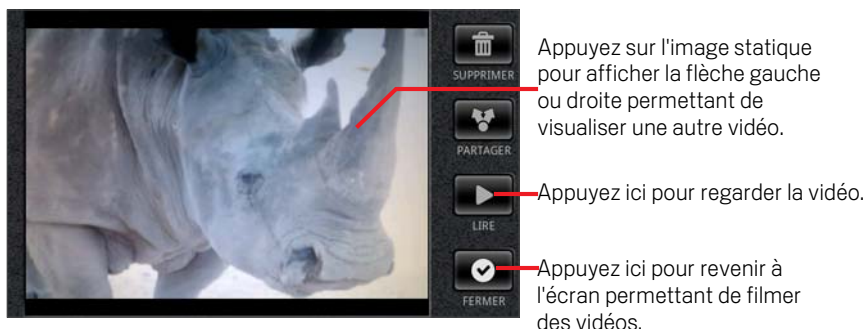 SUPPRIMER
Appuyez sur l'image statique
pour afficher la flèche gauche
ou droite permettant de
visualiser une autre vidéo.
PARTAGER
Appuyez ici pour regarder la vidéo.
LIRE
Appuyez ici pour revenir à
l'écran permettant de filmer
des vidéos.
FERMER